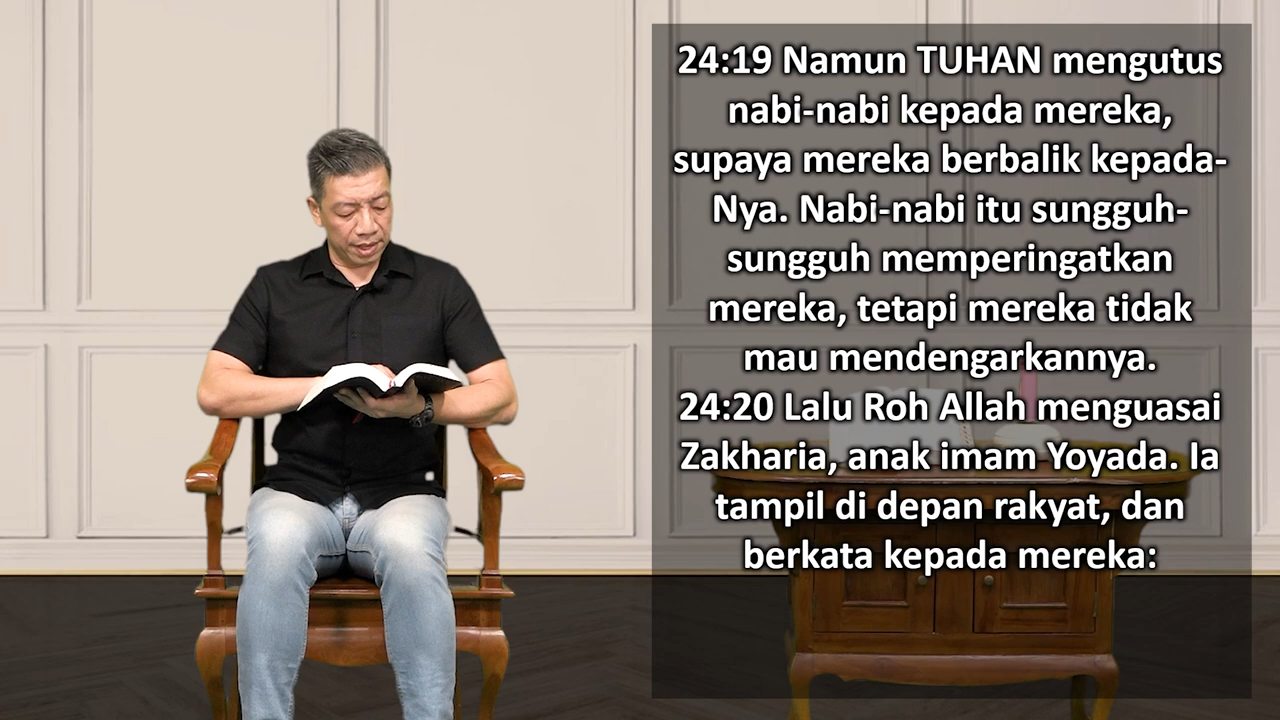 24:19 Namun TUHAN mengutus
nabi-nabi kepada mereka,
supaya mereka berbalik kepada-
Nya. Nabi-nabi itu sungguh-
sungguh memperingatkan
mereka, tetapi mereka tidak
mau mendengarkannya.
24:20 Lalu Roh Allah menguasai
Zakharia, anak imam Yoyada. Ia
tampil di depan rakyat, dan
berkata kepada mereka: